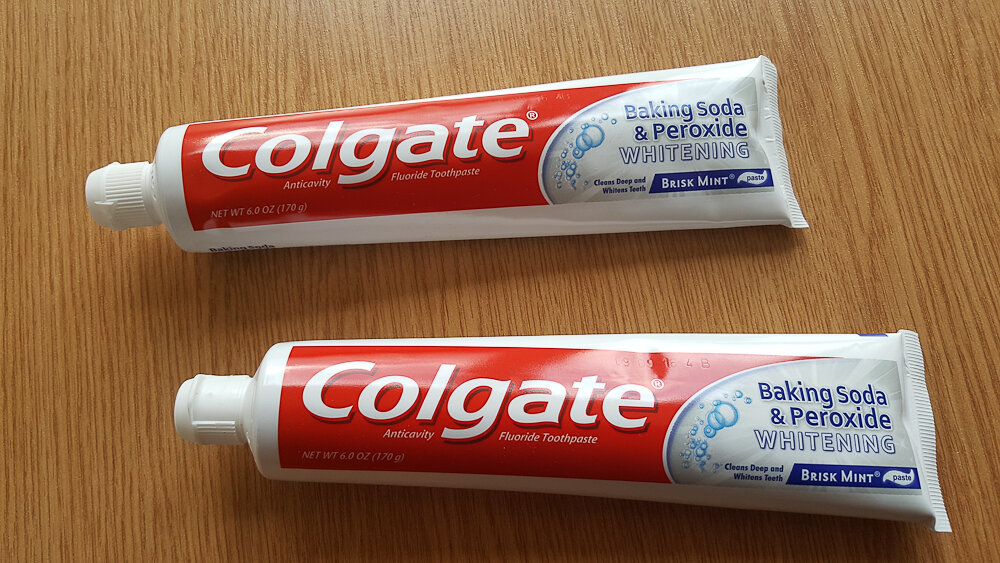 Colgate®
Anticavity Fluoride Toothpaste
NET WT 6.0 OZ (170 g)
Baking Soda
& Peroxide
WHITENING
Cleans Deep and
Whitens Teeth
BRISK MINT®
paste
Baking Soda
Colgate®
Anticavity Fluoride Toothpaste
NET WT 6.0 OZ (170 g)
Baking Soda
& Peroxide
WHITENING
Cleans Deep and
Whitens Teeth
BRISK MINT®
paste